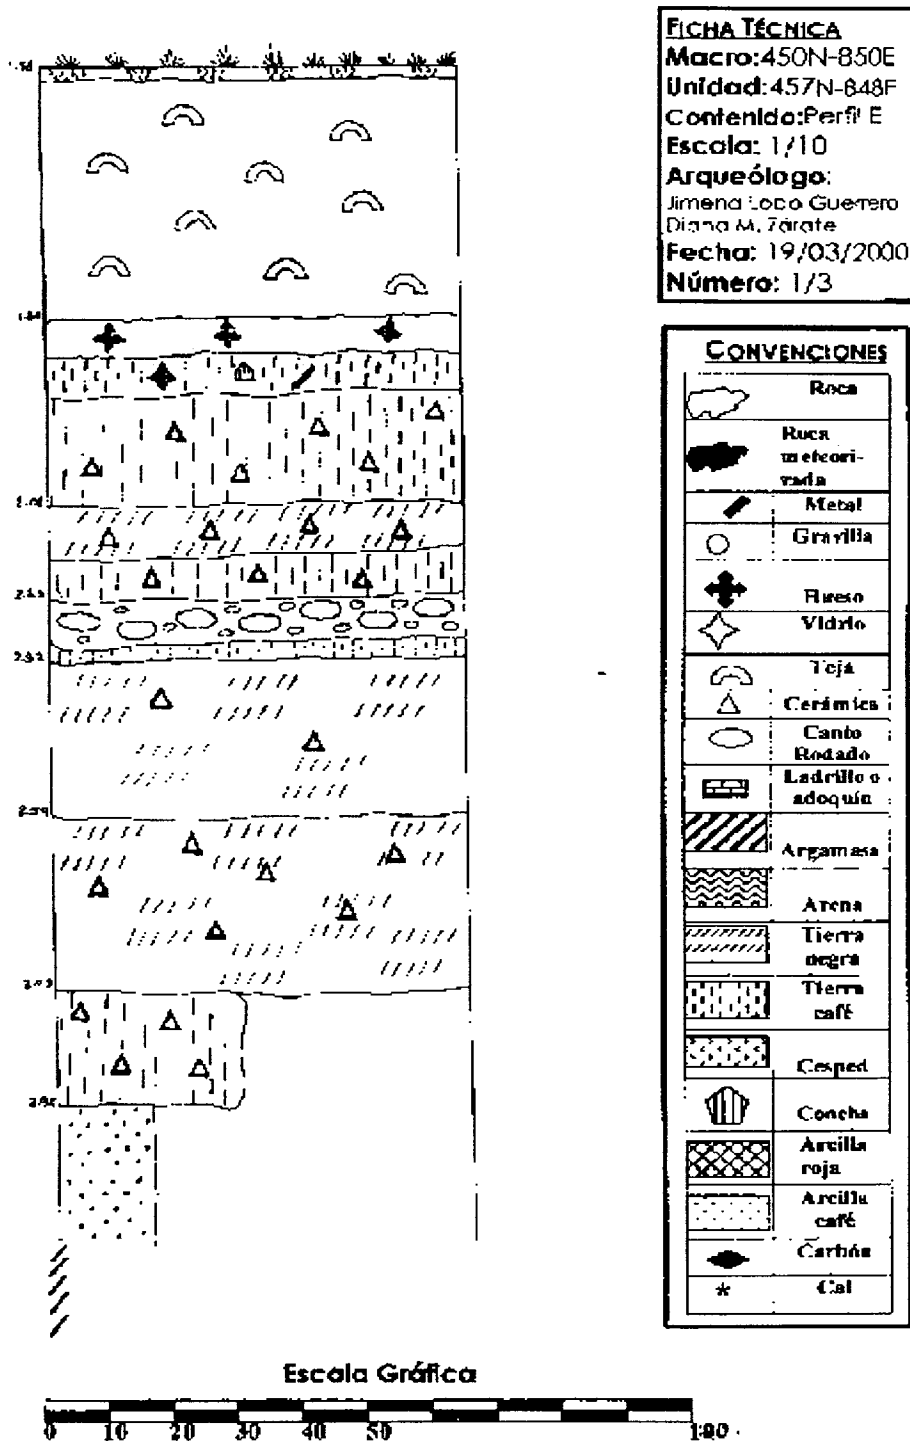 FICHA TÉCNICA
Macro:450N-850E
Unidad:457N-848E
Contenido:Perfil E
Escala: 1/10
Arqueólogo:
Jimena Lobo Guerrero
Diana M. Zárate
Fecha: 19/03/2000
Número: 1/3
CONVENCIONES
Roca
Roca
meteori-
zada
Metal
Gravilla
Hueso
Vidrio
Teja
Cerámica
Canto
Rodado
Ladrillo o
adoquín
Argamasa
Arena
Tierra
negra
Tierra
café
Cesped
Concha
Arcilla
roja
Arcilla
café
Carbón
Cal
2.32
Escala Gráfica
0 10 20 30 40 50